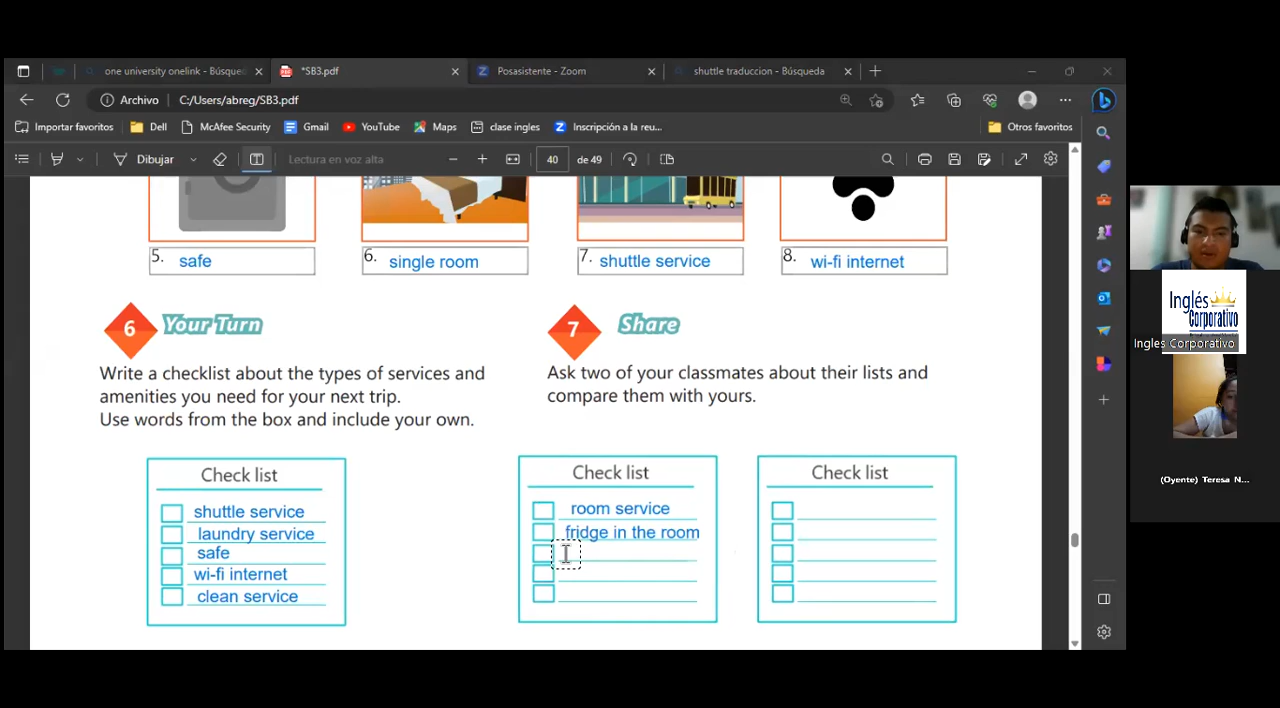 one university onelink - Búsqued
*SB3.pdf
Posasistente - Zoom
shuttle traduccion - Búsqueda
Archivo
C:/Users/abreg/SB3.pdf
Importar favoritos
Dell
McAfee Security
Gmail
YouTube
Maps
clase ingles
Inscripción a la reu...
Otros favoritos
Dibujar
Lectura en voz alta
40
de 49
5. safe
6. single room
7. shuttle service
8. wi-fi internet
6 Your Turn
Write a checklist about the types of services and
amenities you need for your next trip.
Use words from the box and include your own.
Check list
shuttle service
laundry service
safe
wi-fi internet
clean service
7 Share
Ask two of your classmates about their lists and
compare them with yours.
Check list
room service
fridge in the room
Check list
Inglés
Corporativo
Ingles Corporativo
(Oyente) Teresa N...